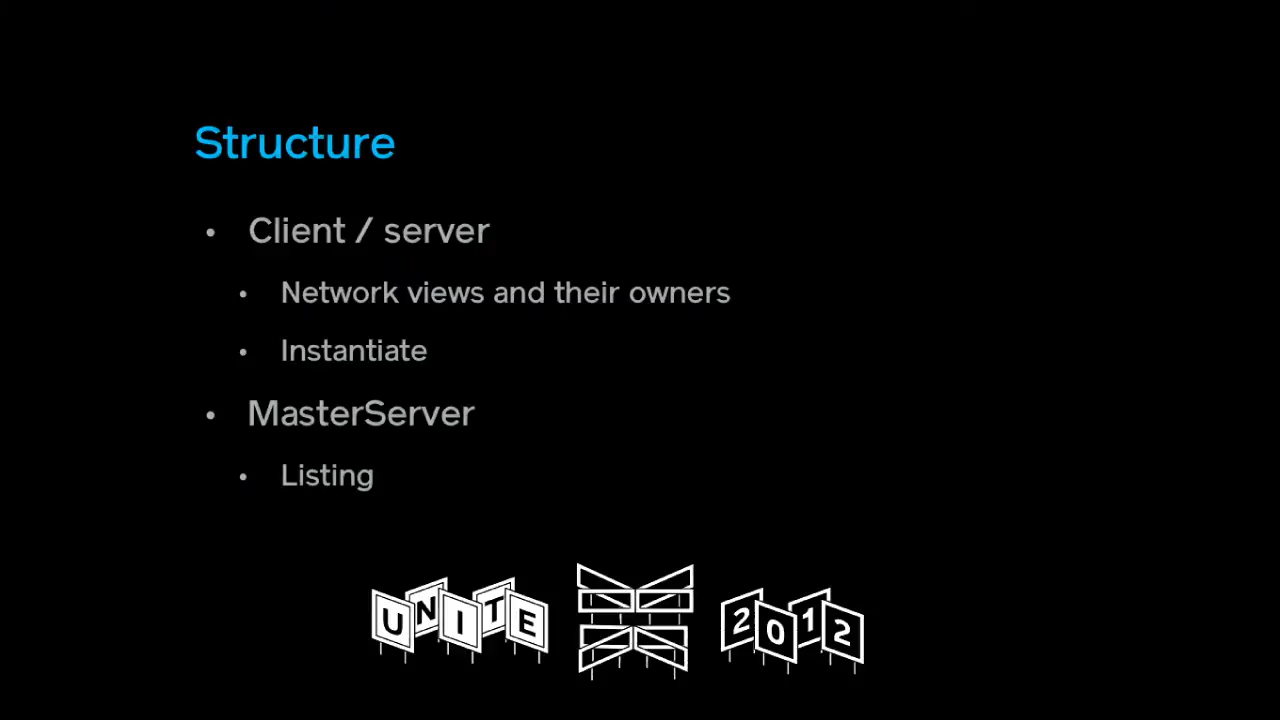 Structure
• Client / server
• Network views and their owners
• Instantiate
• MasterServer
• Listing
UNITE 2012